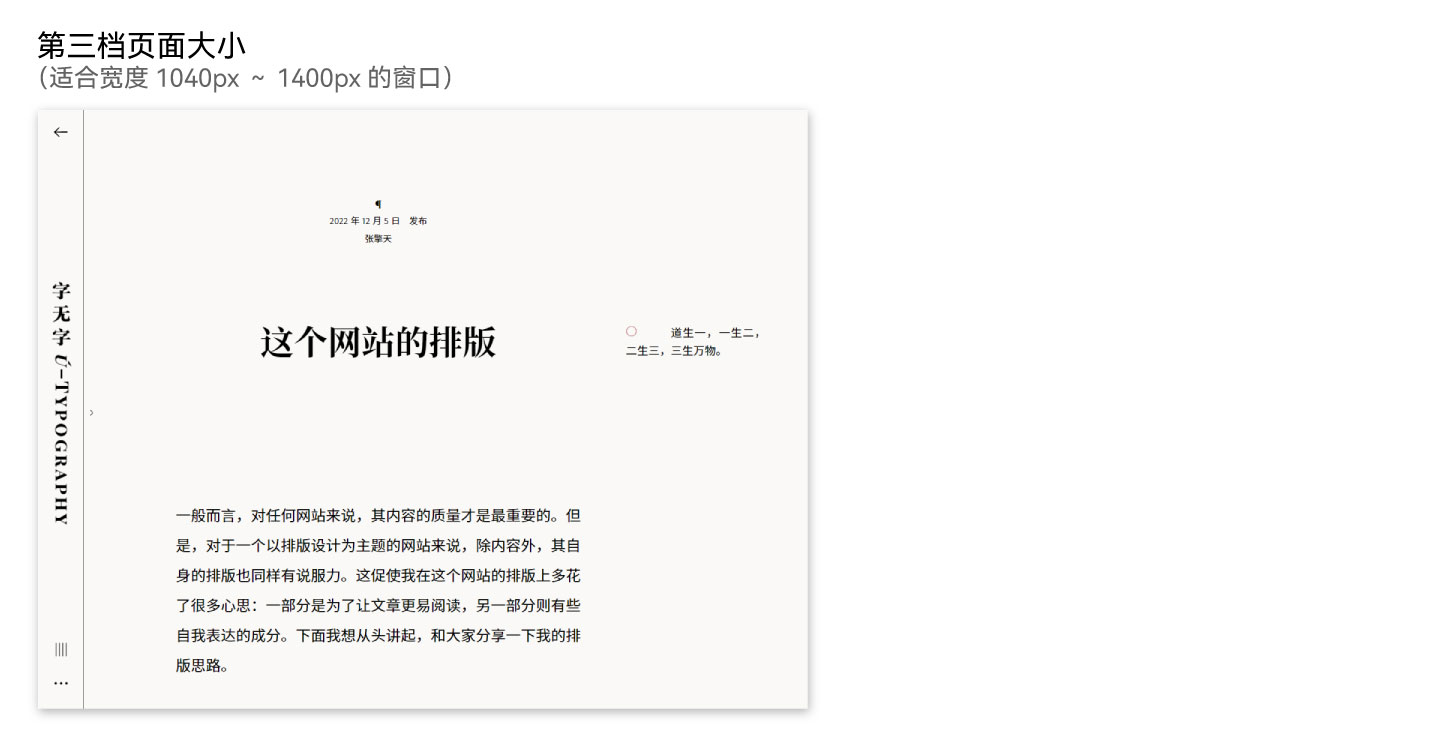 第三档页面大小
（适合宽度 1040px ~ 1400px 的窗口）
←
字无字 Ú–TYPOGRAPHY
›
¶
2022 年 12 月 5 日 发布
张擎天
这个网站的排版
○ 道生一，一生二，
二生三，三生万物。
一般而言，对任何网站来说，其内容的质量才是最重要的。但
是，对于一个以排版设计为主题的网站来说，除内容外，其自
身的排版也同样有说服力。这促使我在这个网站的排版上多花
了很多心思：一部分是为了让文章更易阅读，另一部分则有些
自我表达的成分。下面我想从头讲起，和大家分享一下我的排
版思路。